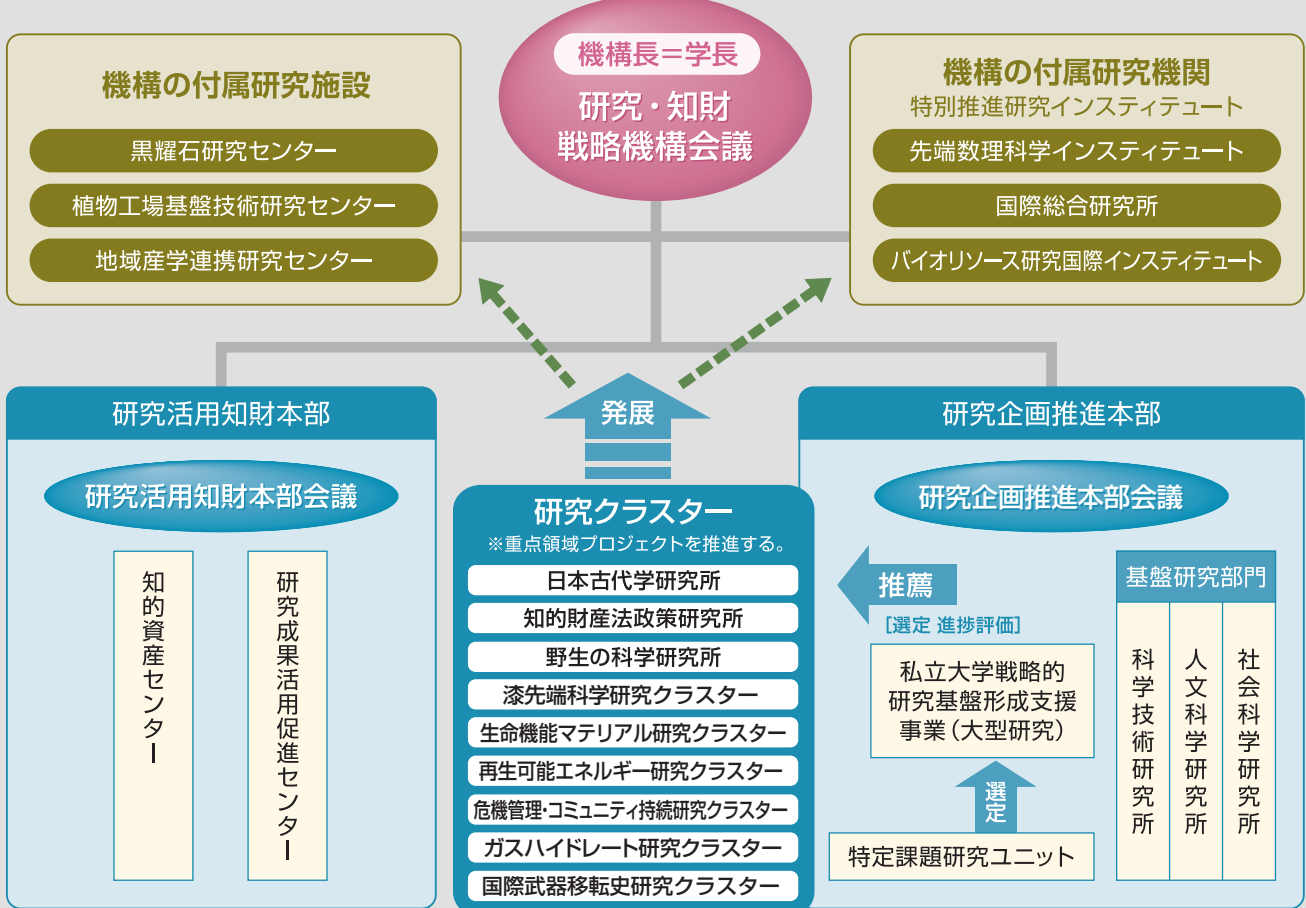 機構長＝学長
研究・知財
戦略機構会議
機構の付属研究施設
黒耀石研究センター
植物工場基盤技術研究センター
地域産学連携研究センター
機構の付属研究機関
特別推進研究インスティテュート
先端数理科学インスティテュート
国際総合研究所
バイオリソース研究国際インスティテュート
研究活用知財本部
研究活用知財本部会議
知的資産センター
研究成果活用促進センター
発展
研究クラスター
※重点領域プロジェクトを推進する。
日本古代学研究所
知的財産法政策研究所
野生の科学研究所
漆先端科学研究クラスター
生命機能マテリアル研究クラスター
再生可能エネルギー研究クラスター
危機管理・コミュニティ持続研究クラスター
ガスハイドレート研究クラスター
国際武器移転史研究クラスター
研究企画推進本部
研究企画推進本部会議
推薦
［選定 進捗評価］
私立大学戦略的
研究基盤形成支援
事業（大型研究）
選定
特定課題研究ユニット
基盤研究部門
社会科学研究所
人文科学研究所
科学技術研究所